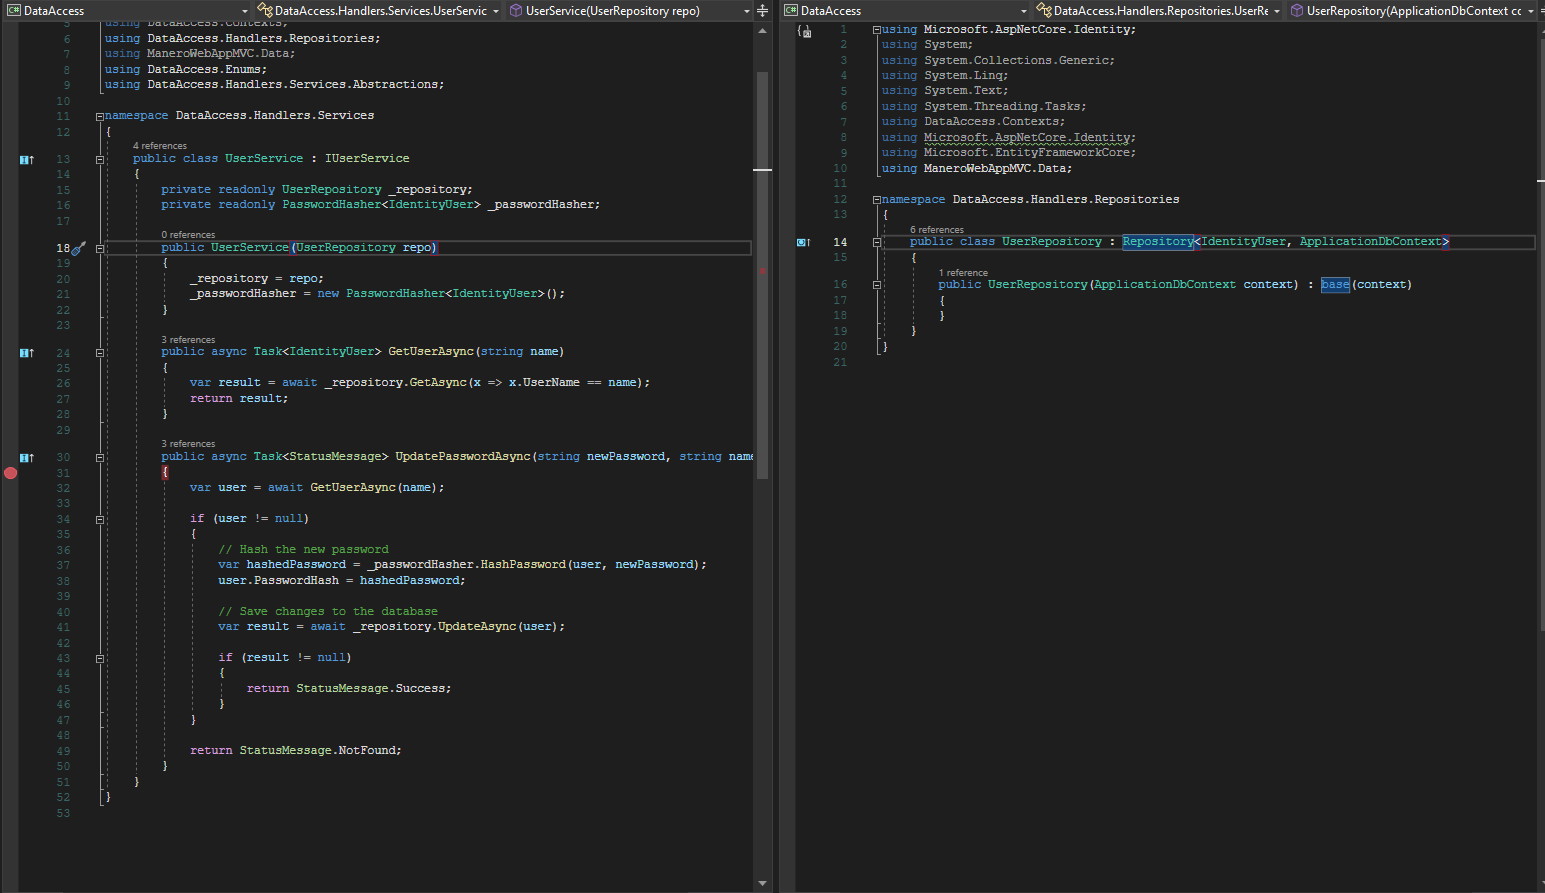 DataAccess
DataAccess.Handlers.Services.UserServic
UserService(UserRepository repo)
5 using DataAccess.Contexts;
6 using DataAccess.Handlers.Repositories;
7 using ManeroWebAppMVC.Data;
8 using DataAccess.Enums;
9 using DataAccess.Handlers.Services.Abstractions;
10
11 namespace DataAccess.Handlers.Services
12 {
4 references
13 public class UserService : IUserService
14 {
15 private readonly UserRepository _repository;
16 private readonly PasswordHasher<IdentityUser> _passwordHasher;
17
0 references
18 public UserService(UserRepository repo)
19 {
20 _repository = repo;
21 _passwordHasher = new PasswordHasher<IdentityUser>();
22 }
23
3 references
24 public async Task<IdentityUser> GetUserAsync(string name)
25 {
26 var result = await _repository.GetAsync(x => x.UserName == name);
27 return result;
28 }
29
3 references
30 public async Task<StatusMessage> UpdatePasswordAsync(string newPassword, string name
31 {
32 var user = await GetUserAsync(name);
33
34 if (user != null)
35 {
36 // Hash the new password
37 var hashedPassword = _passwordHasher.HashPassword(user, newPassword);
38 user.PasswordHash = hashedPassword;
39
40 // Save changes to the database
41 var result = await _repository.UpdateAsync(user);
42
43 if (result != null)
44 {
45 return StatusMessage.Success;
46 }
47 }
48
49 return StatusMessage.NotFound;
50 }
51 }
52 }
53
DataAccess
DataAccess.Handlers.Repositories.UserRe
UserRepository(ApplicationDbContext cc
1 using Microsoft.AspNetCore.Identity;
2 using System;
3 using System.Collections.Generic;
4 using System.Linq;
5 using System.Text;
6 using System.Threading.Tasks;
7 using DataAccess.Contexts;
8 using Microsoft.AspNetCore.Identity;
9 using Microsoft.EntityFrameworkCore;
10 using ManeroWebAppMVC.Data;
11
12 namespace DataAccess.Handlers.Repositories
13 {
6 references
14 public class UserRepository : Repository<IdentityUser, ApplicationDbContext>
15 {
1 reference
16 public UserRepository(ApplicationDbContext context) : base(context)
17 {
18 }
19 }
20 }
21